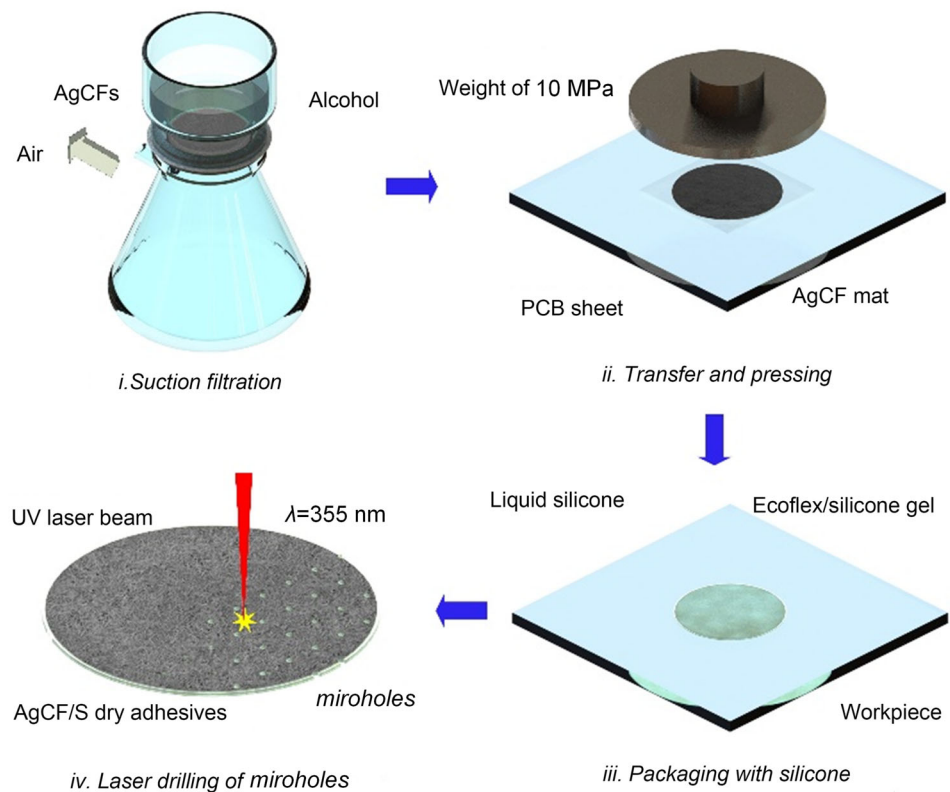 AgCFs
Alcohol
Air
i.Suction filtration
Weight of 10 MPa
PCB sheet
AgCF mat
ii. Transfer and pressing
Liquid silicone
Ecoflex/silicone gel
Workpiece
iii. Packaging with silicone
UV laser beam
λ=355 nm
miroholes
AgCF/S dry adhesives
iv. Laser drilling of miroholes